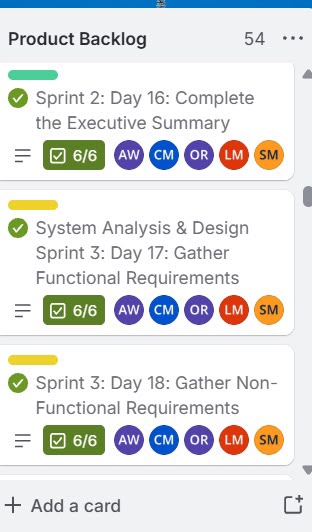 Product Backlog 54 ...
Sprint 2: Day 16: Complete
the Executive Summary
6/6 AW CM OR LM SM
System Analysis & Design
Sprint 3: Day 17: Gather
Functional Requirements
6/6 AW CM OR LM SM
Sprint 3: Day 18: Gather Non-
Functional Requirements
6/6 AW CM OR LM SM
+ Add a card